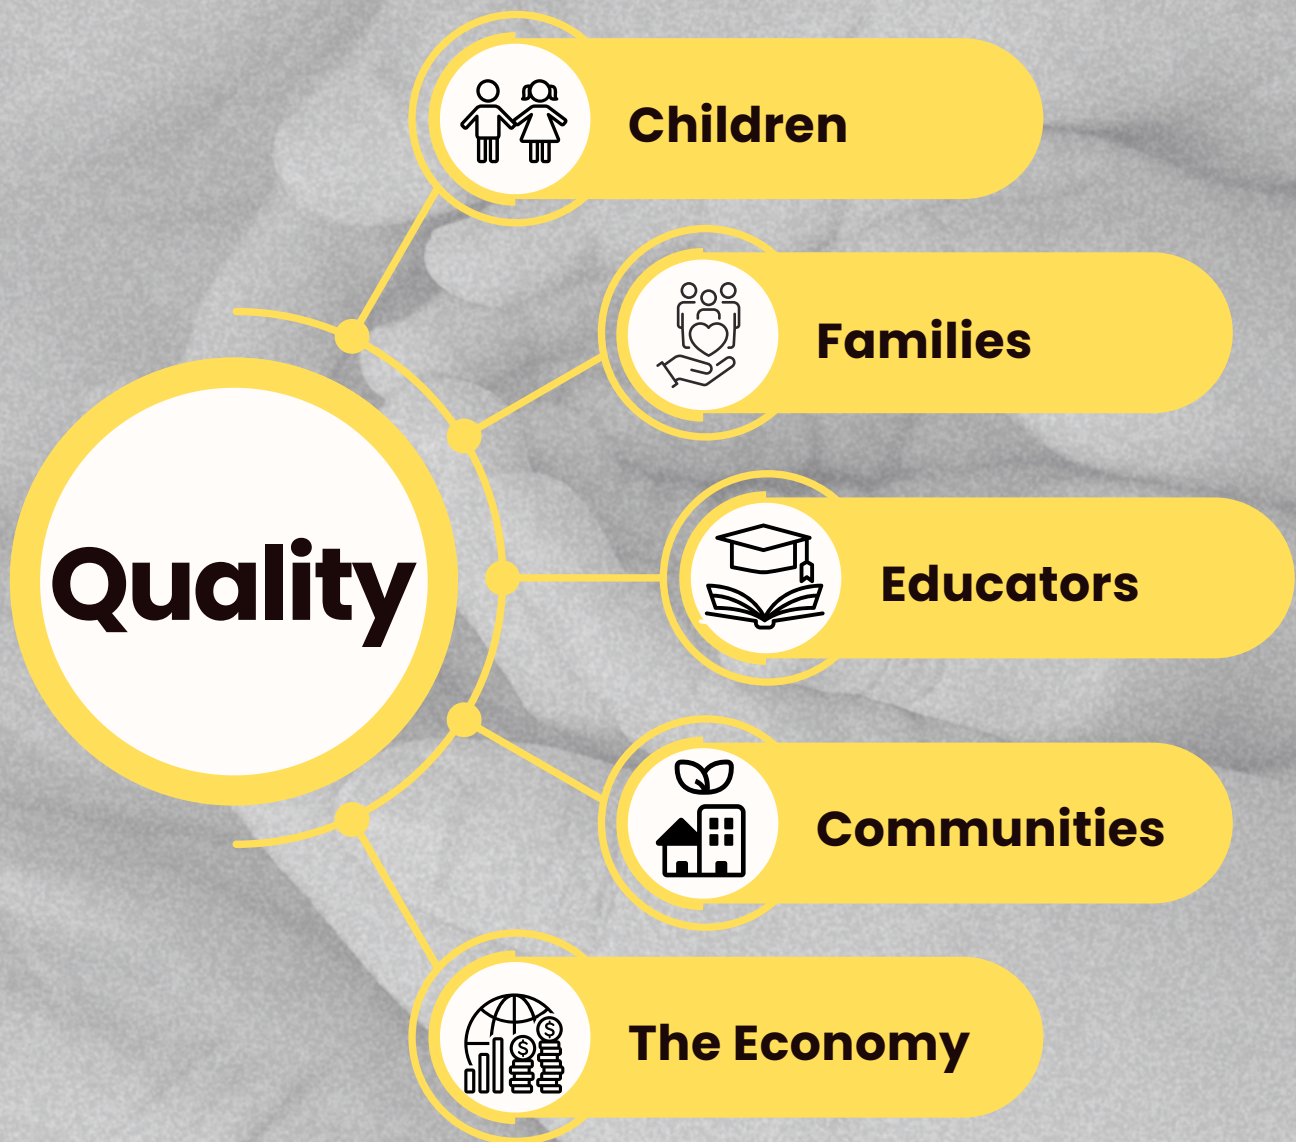 Children
Families
Quality
Educators
Communities
The Economy